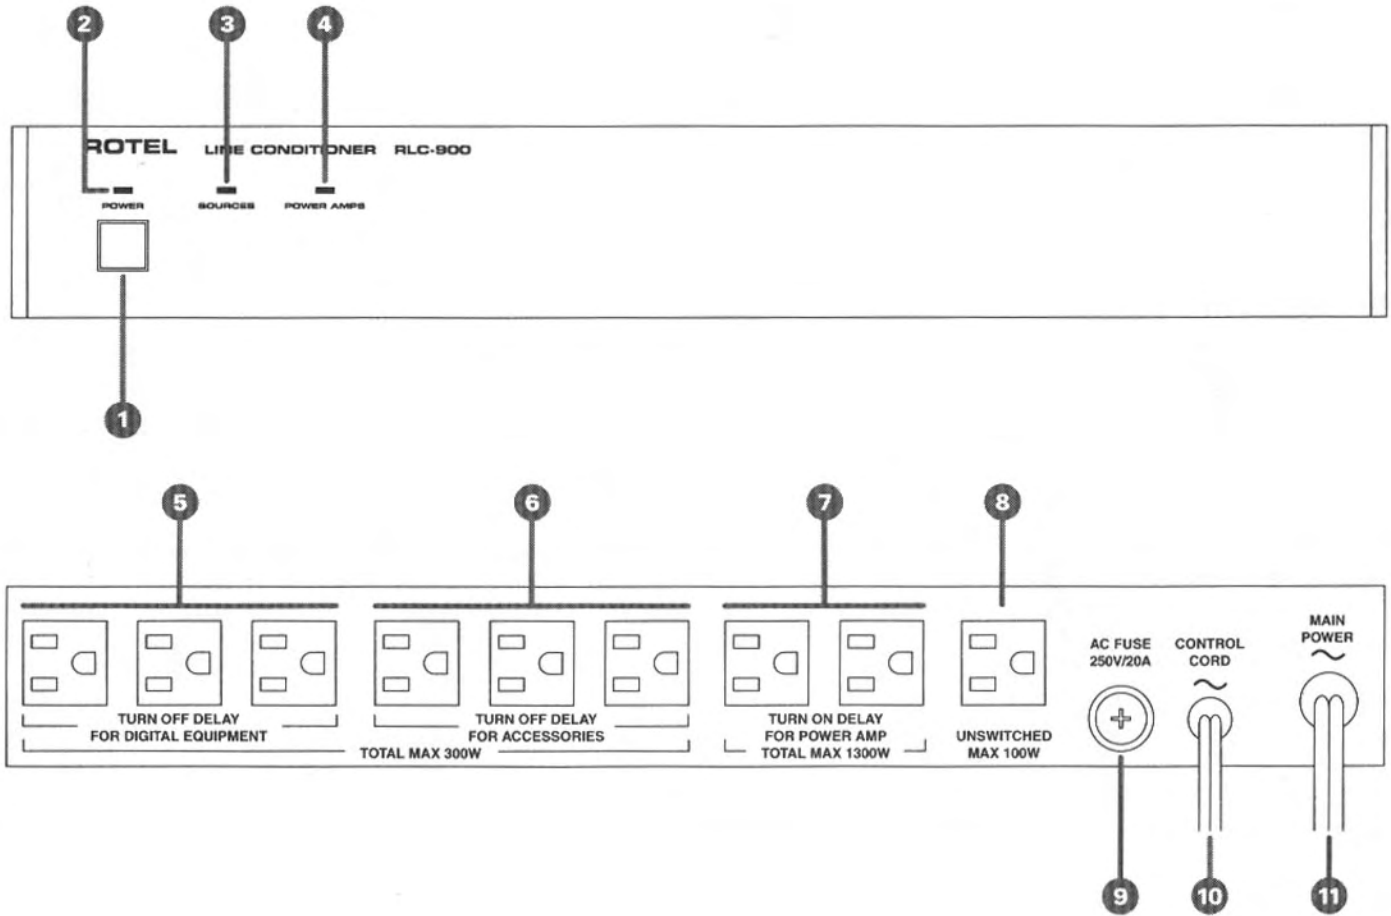 2 3 4
ROTEL LINE CONDITIONER RLC-900
POWER SOURCES POWER AMPS
1
5 6 7 8
MAIN
POWER
AC FUSE
250V/20A
CONTROL
CORD
TURN OFF DELAY
FOR DIGITAL EQUIPMENT
TURN OFF DELAY
FOR ACCESSORIES
TOTAL MAX 300W
TURN ON DELAY
FOR POWER AMP
TOTAL MAX 1300W
UNSWITCHED
MAX 100W
9 10 11